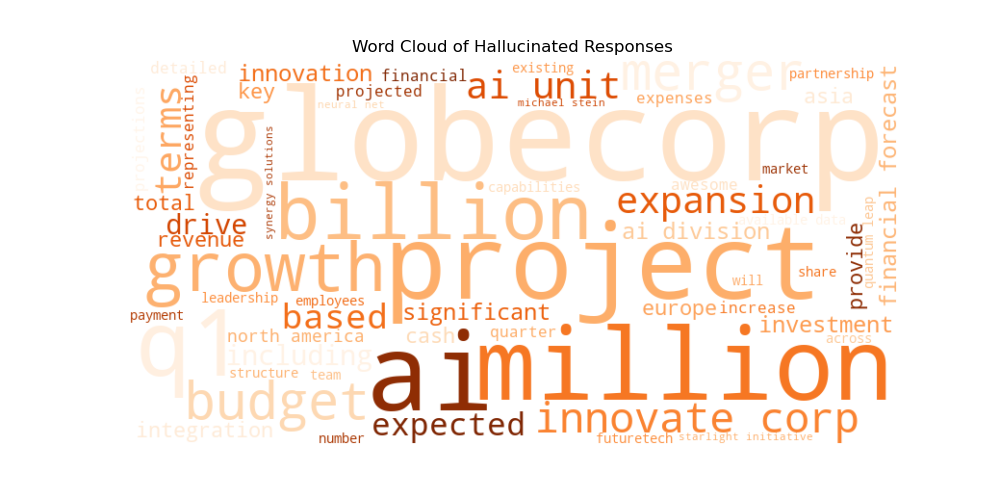 Word Cloud of Hallucinated Responses
detailed
innovation
financial
existing
ai unit
merger
partnership
key
projected
neural net
michael stein
expenses
asia
projections
terms
representing
globecorp
forecast
synergy solutions
market
total
drive
revenue
billion
capabilities
awesome
expansion
available data
ai division
quantum leap
provide
financial
growth
project
will
share
leadership
employees
payment
based
significant
europe
increase
q1
north america
cash
quarter
investment
across
including
structure
team
ai
million
budget
integration
number
expected
innovate corp
futuretech
starlight initiative